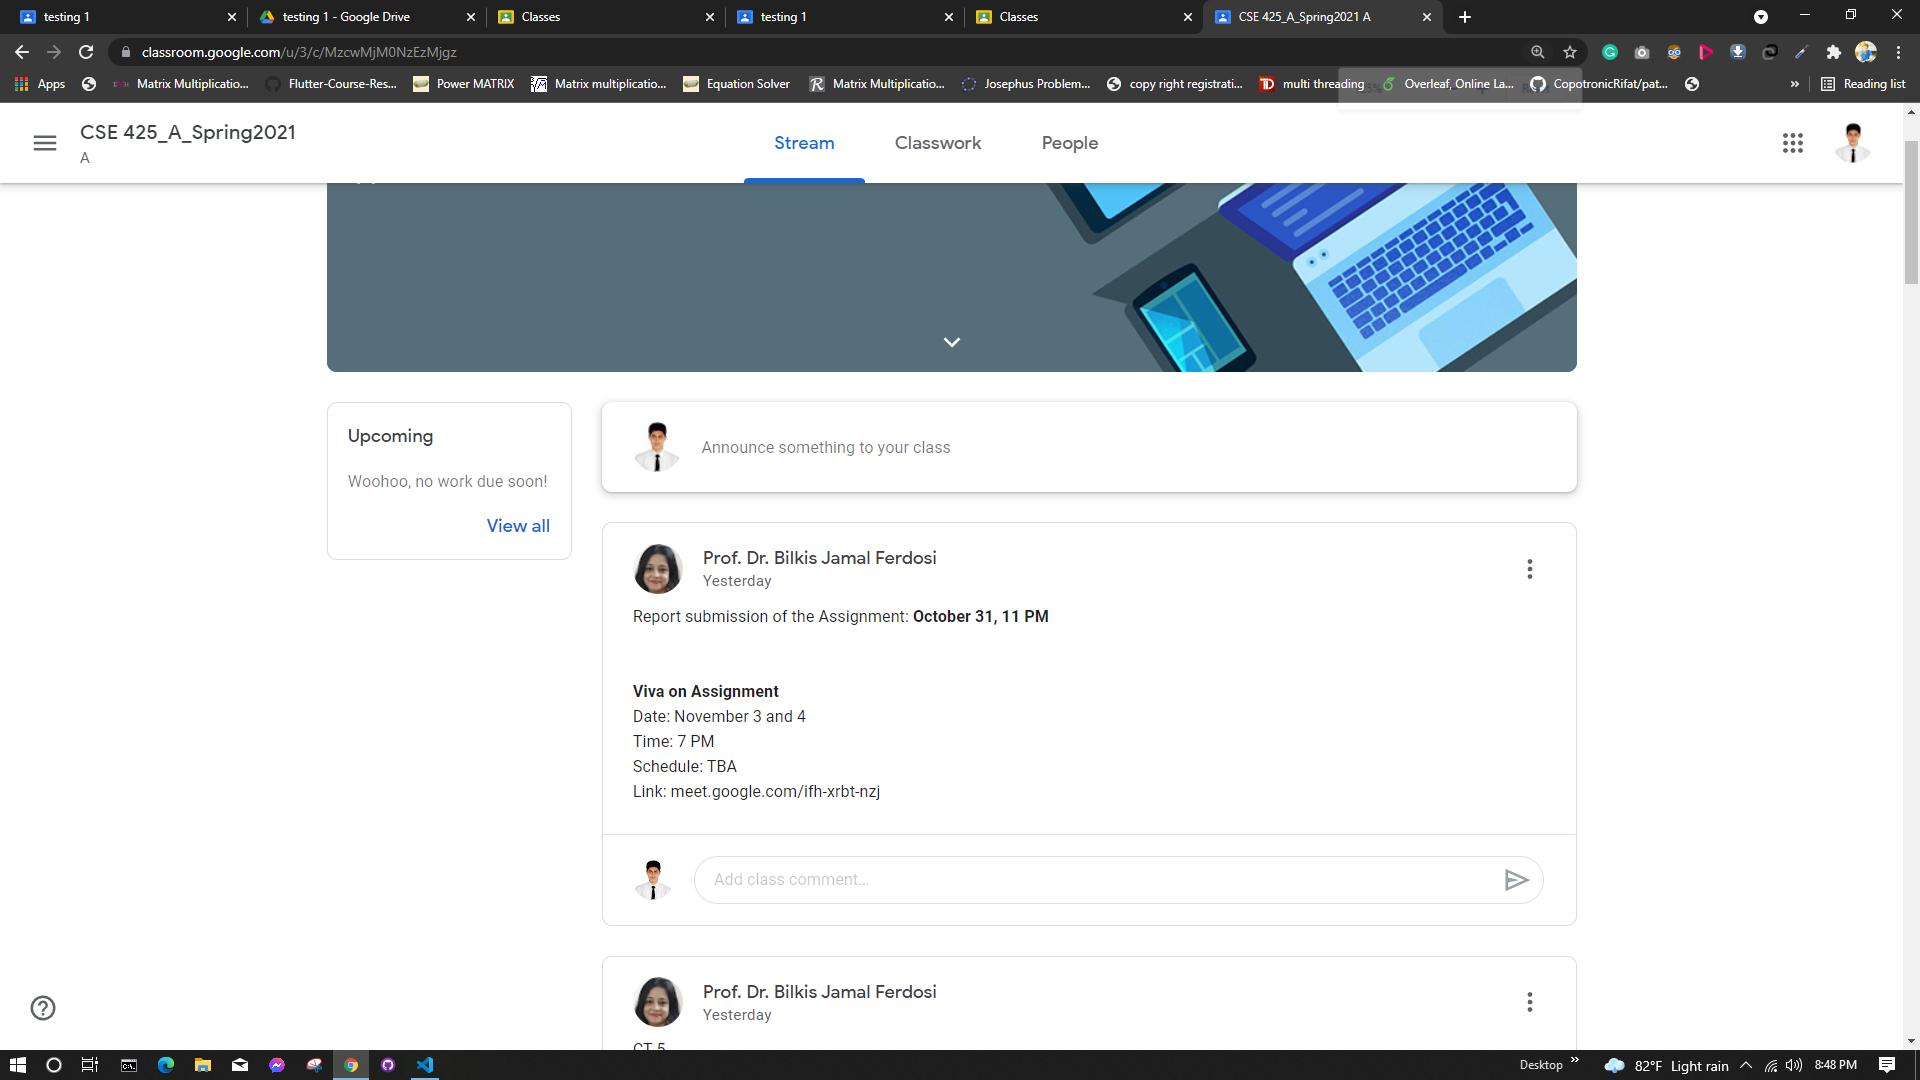 testing 1
testing 1 - Google Drive
Classes
testing 1
Classes
CSE 425_A_Spring2021 A
classroom.google.com/u/3/c/MzcwMjM0NzEzMjgz
Apps
Matrix Multiplicatio...
Flutter-Course-Res...
Power MATRIX
Matrix multiplicatio...
Equation Solver
Matrix Multiplicatio...
Josephus Problem...
copy right registrati...
multi threading
Overleaf, Online La...
CopotronicRifat/pat...
Reading list
CSE 425_A_Spring2021
A
Stream
Classwork
People
Upcoming
Woohoo, no work due soon!
View all
Announce something to your class
Prof. Dr. Bilkis Jamal Ferdosi
Yesterday
Report submission of the Assignment: October 31, 11 PM
Viva on Assignment
Date: November 3 and 4
Time: 7 PM
Schedule: TBA
Link: meet.google.com/ifh-xrbt-nzj
Add class comment...
Prof. Dr. Bilkis Jamal Ferdosi
Yesterday
CT 5
Desktop
82°F Light rain
8:48 PM